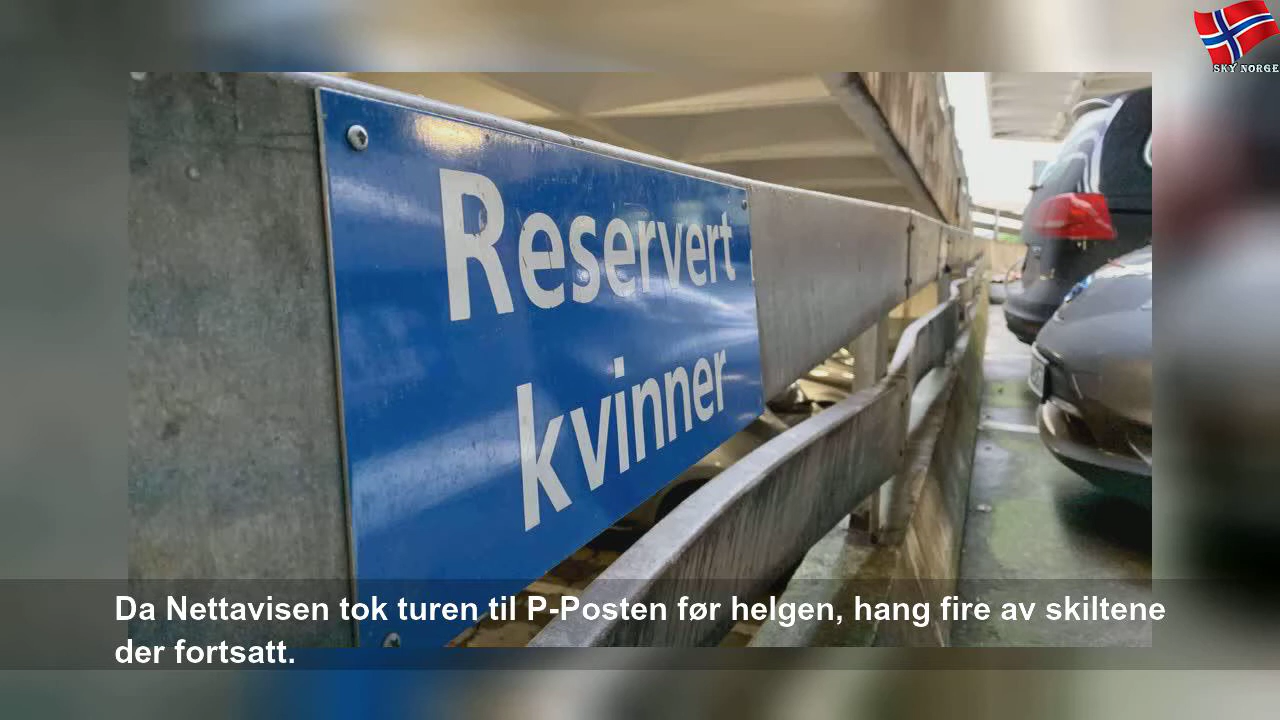 SKY NORGE
Reservert
kvinner
Da Nettavisen tok turen til P-Posten før helgen, hang fire av skiltene
der fortsatt.